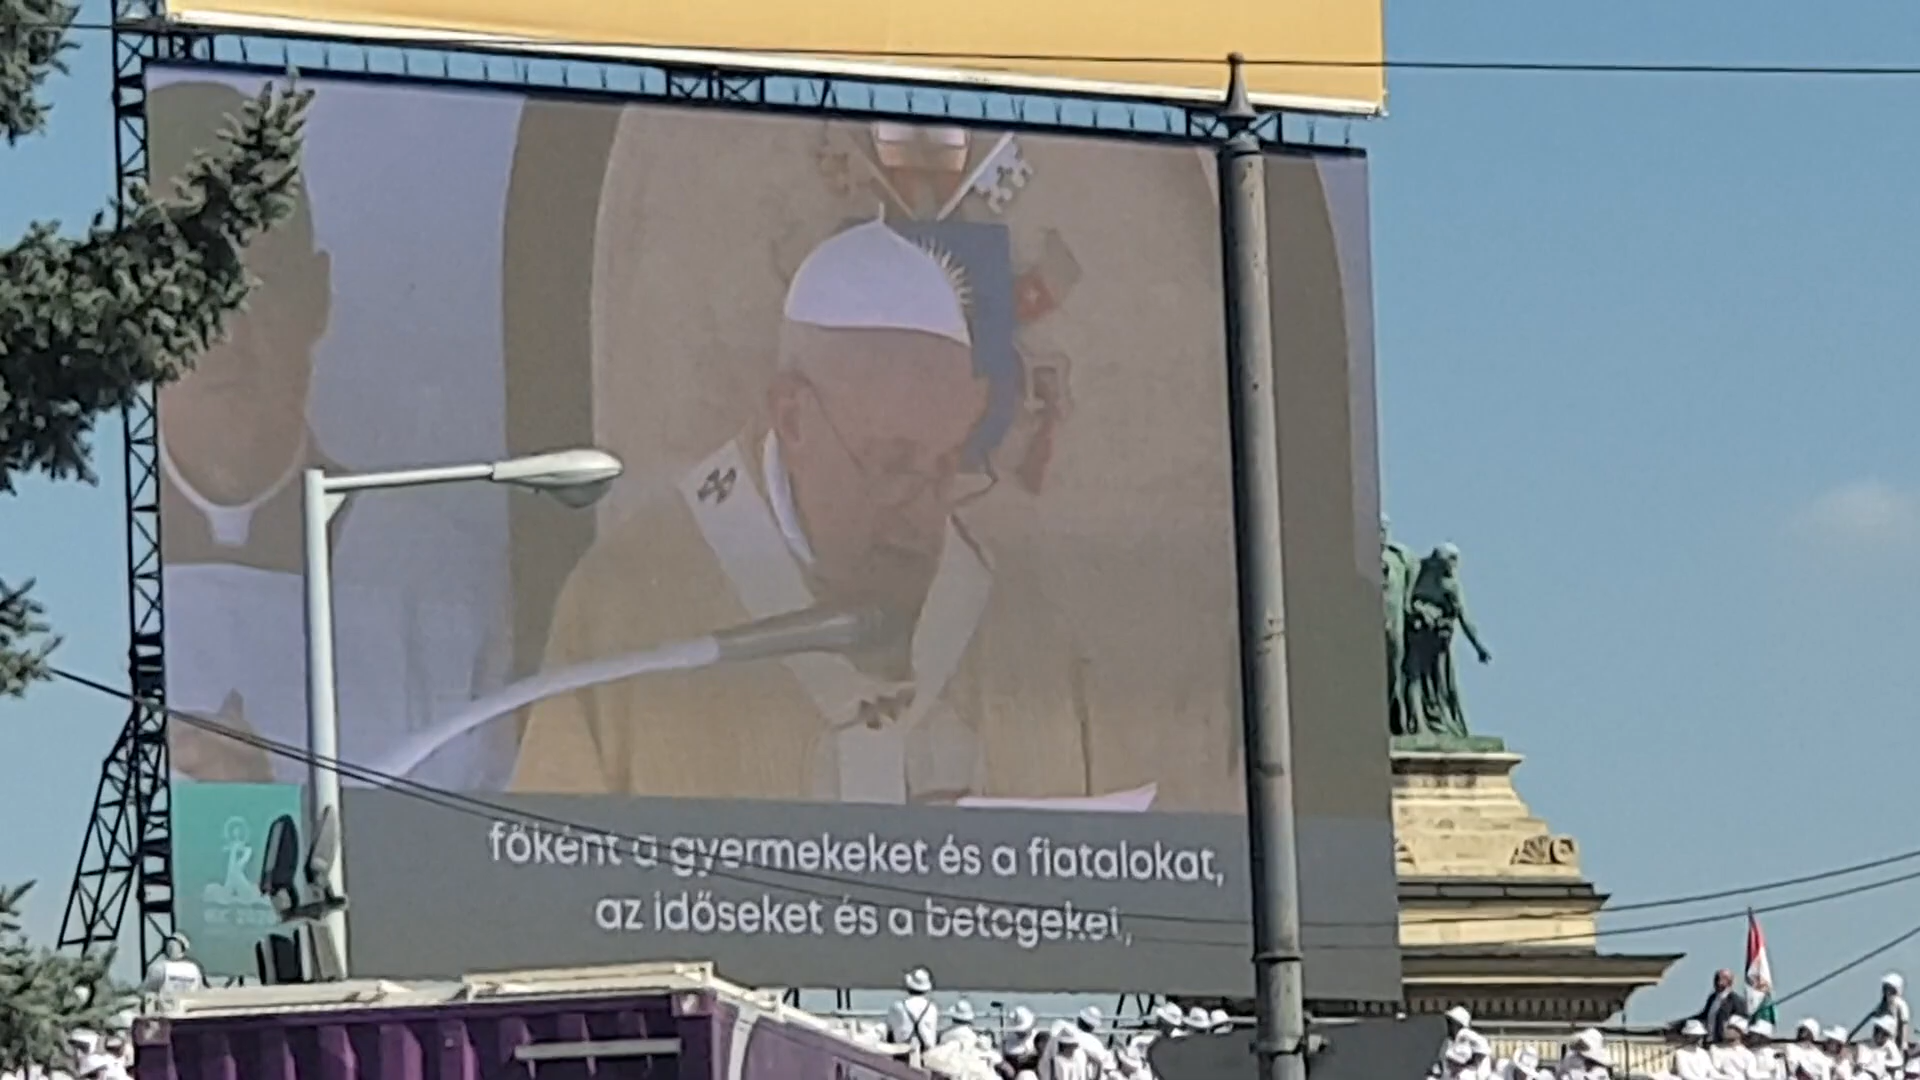 főként a gyermekeket és a fiatalokat,
az időseket és a betegeket,